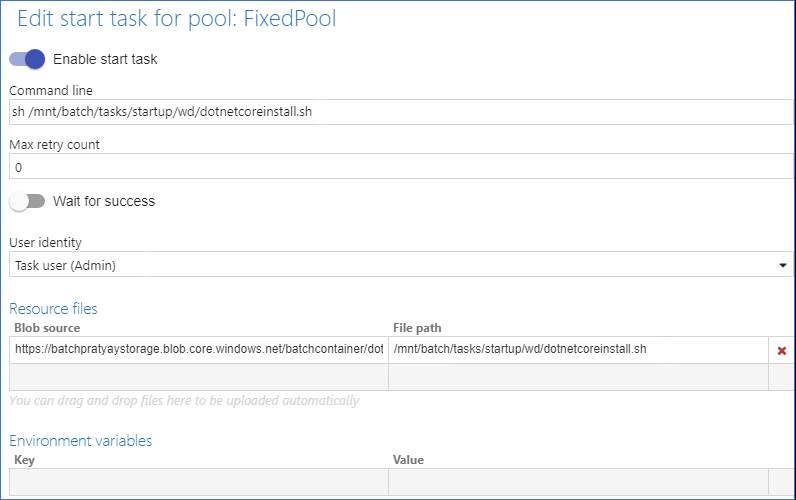 Edit start task for pool: FixedPool
Enable start task
Command line
sh /mnt/batch/tasks/startup/wd/dotnetcoreinstall.sh
Max retry count
0
Wait for success
User identity
Task user (Admin)
Resource files
Blob source File path
https://batchpratyaystorage.blob.core.windows.net/batchcontainer/dot /mnt/batch/tasks/startup/wd/dotnetcoreinstall.sh
You can drag and drop files here to be uploaded automatically
Environment variables
Key Value